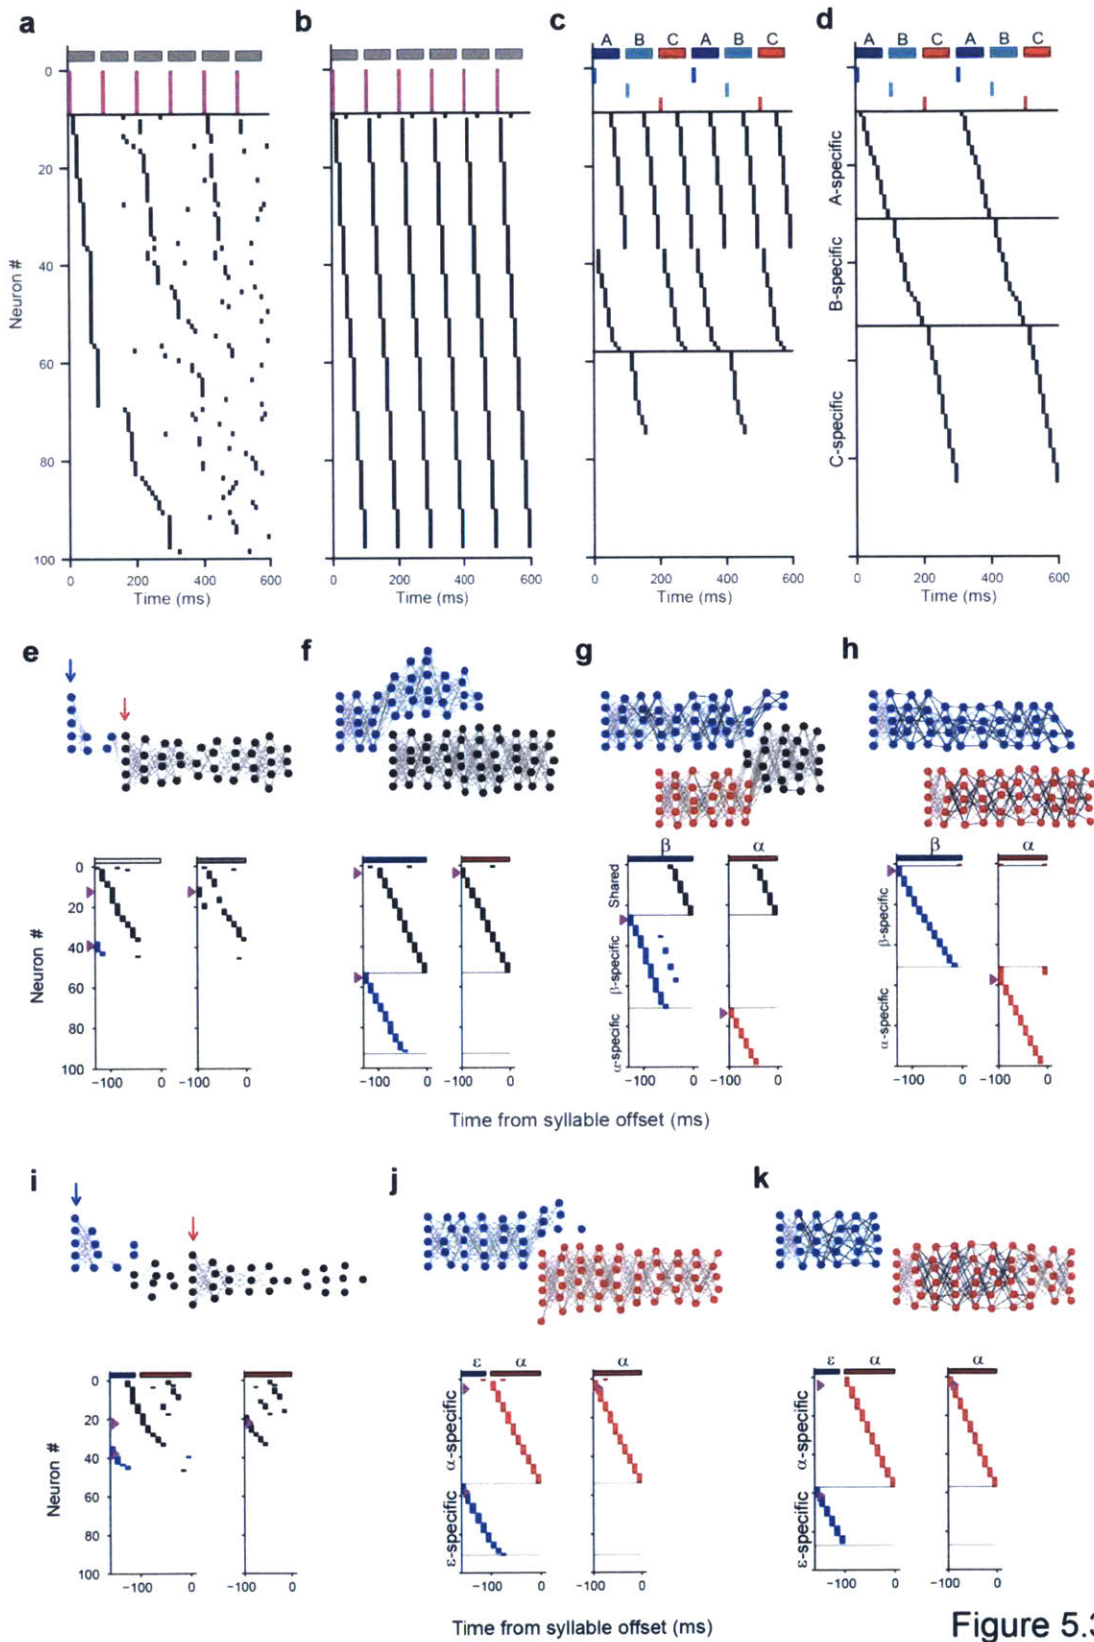 a b c d
A B C A B C
A B C A B C
0
20
40
60
80
100
Neuron #
A-specific
B-specific
C-specific
0 200 400 600
Time (ms)
0 200 400 600
Time (ms)
0 200 400 600
Time (ms)
0 200 400 600
Time (ms)
e f g h
β α
β α
0
20
40
60
80
100
Neuron #
Shared
β-specific
α-specific
β-specific
α-specific
−100 0 −100 0
−100 0 −100 0
−100 0 −100 0
−100 0 −100 0
Time from syllable offset (ms)
i j k
ε α α
ε α α
0
20
40
60
80
100
Neuron #
α-specific
ε-specific
α-specific
ε-specific
−100 0 −100 0
−100 0 −100 0
−100 0 −100 0
Time from syllable offset (ms)
Figure 5.3